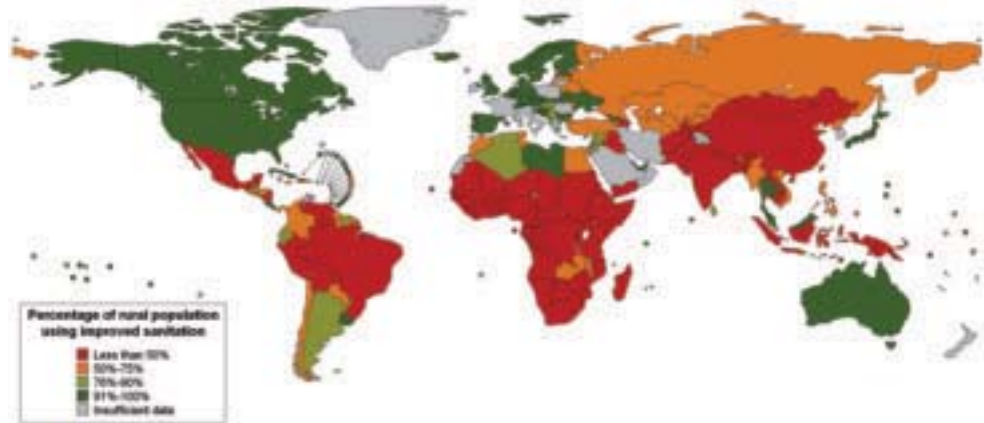 Percentage of rural population
using improved sanitation
Less than 50%
50%-75%
76%-90%
91%-100%
Insufficient data